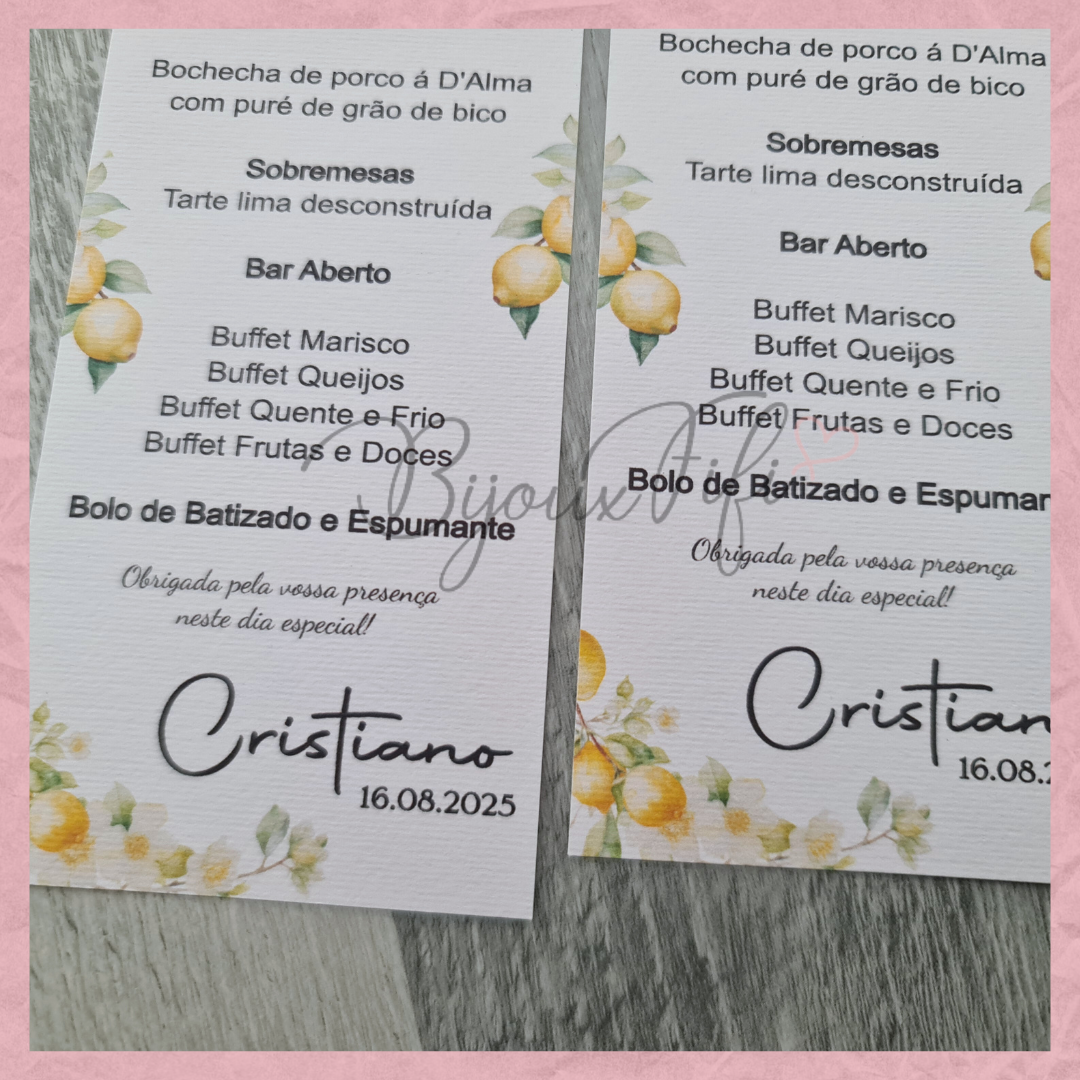 Bochecha de porco á D'Alma
com puré de grão de bico
Sobremesas
Tarte lima desconstruída
Bar Aberto
Buffet Marisco
Buffet Queijos
Buffet Quente e Frio
Buffet Frutas e Doces
Bolo de Batizado e Espumante
Obrigada pela vossa presença
neste dia especial!
Cristiano
16.08.2025
Bochecha de porco á D'Alma
com puré de grão de bico
Sobremesas
Tarte lima desconstruída
Bar Aberto
Buffet Marisco
Buffet Queijos
Buffet Quente e Frio
Buffet Frutas e Doces
Bolo de Batizado e Espumar
Obrigada pela vossa presença
neste dia especial!
Cristian
16.08.2
Bijoux Fifi